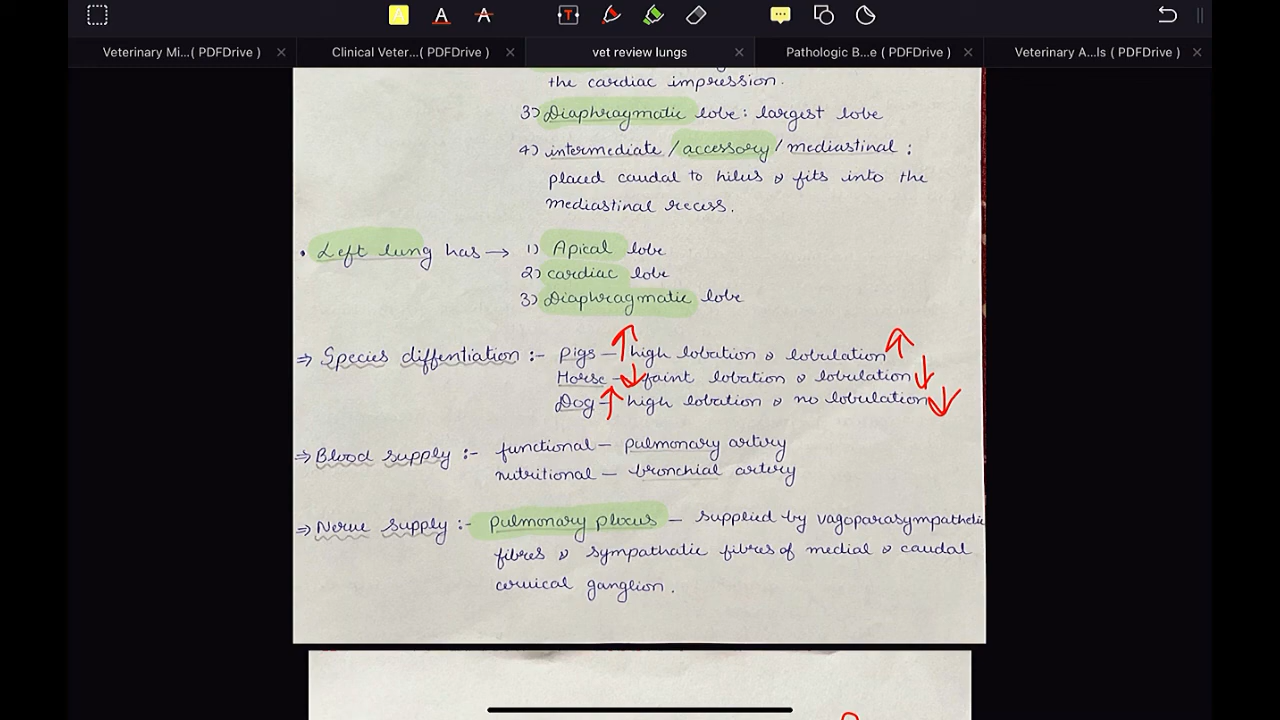 A A A T
Veterinary Mi...( PDFDrive )
Clinical Veter...( PDFDrive )
vet review lungs
Pathologic B...e ( PDFDrive )
Veterinary A...ls ( PDFDrive )
the cardiac impression.
3) Diaphragmatic lobe: largest lobe
4) intermediate / accessory / mediastinal :
placed caudal to hilus & fits into the
mediastinal recess.
• Left lung has → 1) Apical lobe
2) cardiac lobe
3) Diaphragmatic lobe
⇒ Species diffentiation :- Pigs – high lobation & lobulation
Horse – faint lobation & lobulation
Dog – high lobation & no lobulation
⇒ Blood supply :- functional – pulmonary artery
nutritional – bronchial artery
⇒ Nerve supply :- pulmonary plexus – supplied by vagoparasympathetic
fibres & sympathatic fibres of medial & caudal
cervical ganglion.